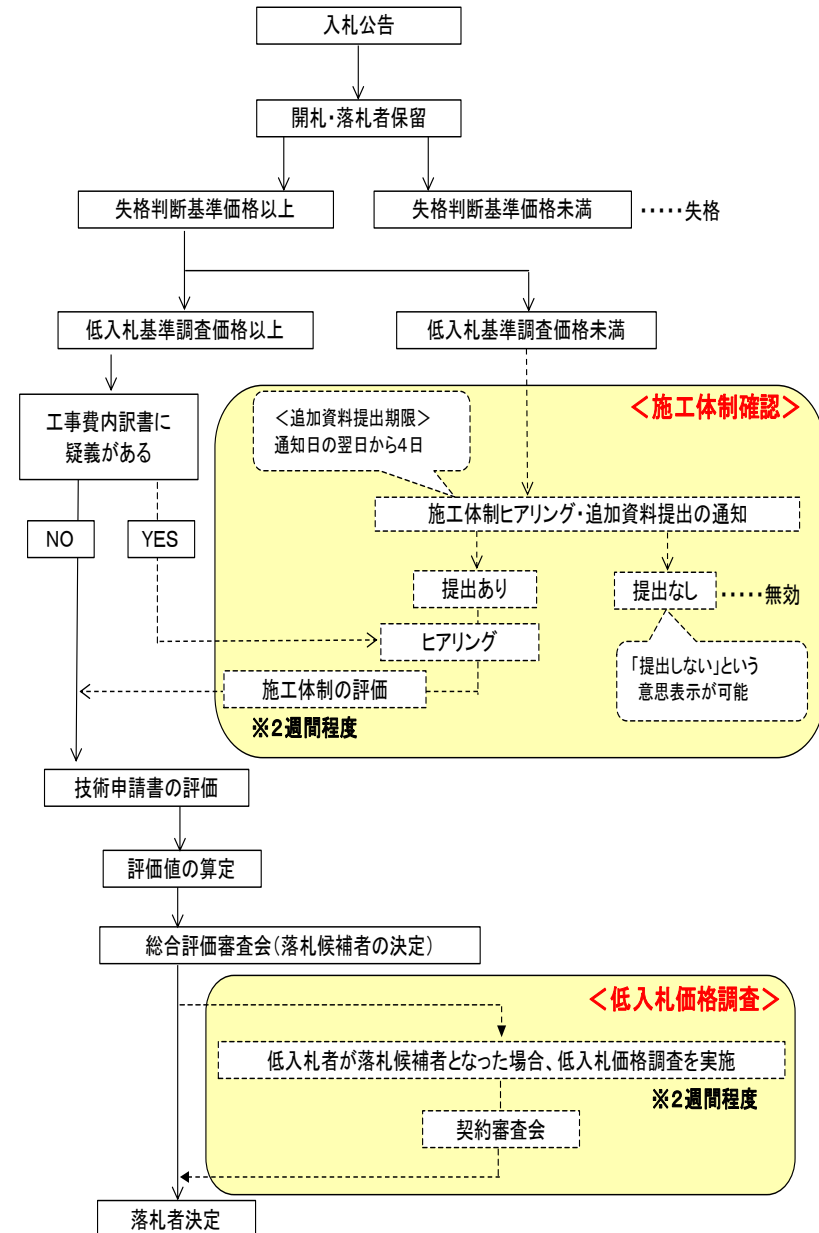 入札公告
開札・落札者保留
失格判断基準価格以上
失格判断基準価格未満
・・・・・失格
低入札基準調査価格以上
低入札基準調査価格未満
工事費内訳書に
疑義がある
NO
YES
＜施工体制確認＞
＜追加資料提出期限＞
通知日の翌日から4日
施工体制ヒアリング・追加資料提出の通知
提出あり
提出なし
・・・・・無効
ヒアリング
「提出しない」という
意思表示が可能
施工体制の評価
※2週間程度
技術申請書の評価
評価値の算定
総合評価審査会(落札候補者の決定)
＜低入札価格調査＞
低入札者が落札候補者となった場合、低入札価格調査を実施
※2週間程度
契約審査会
落札者決定